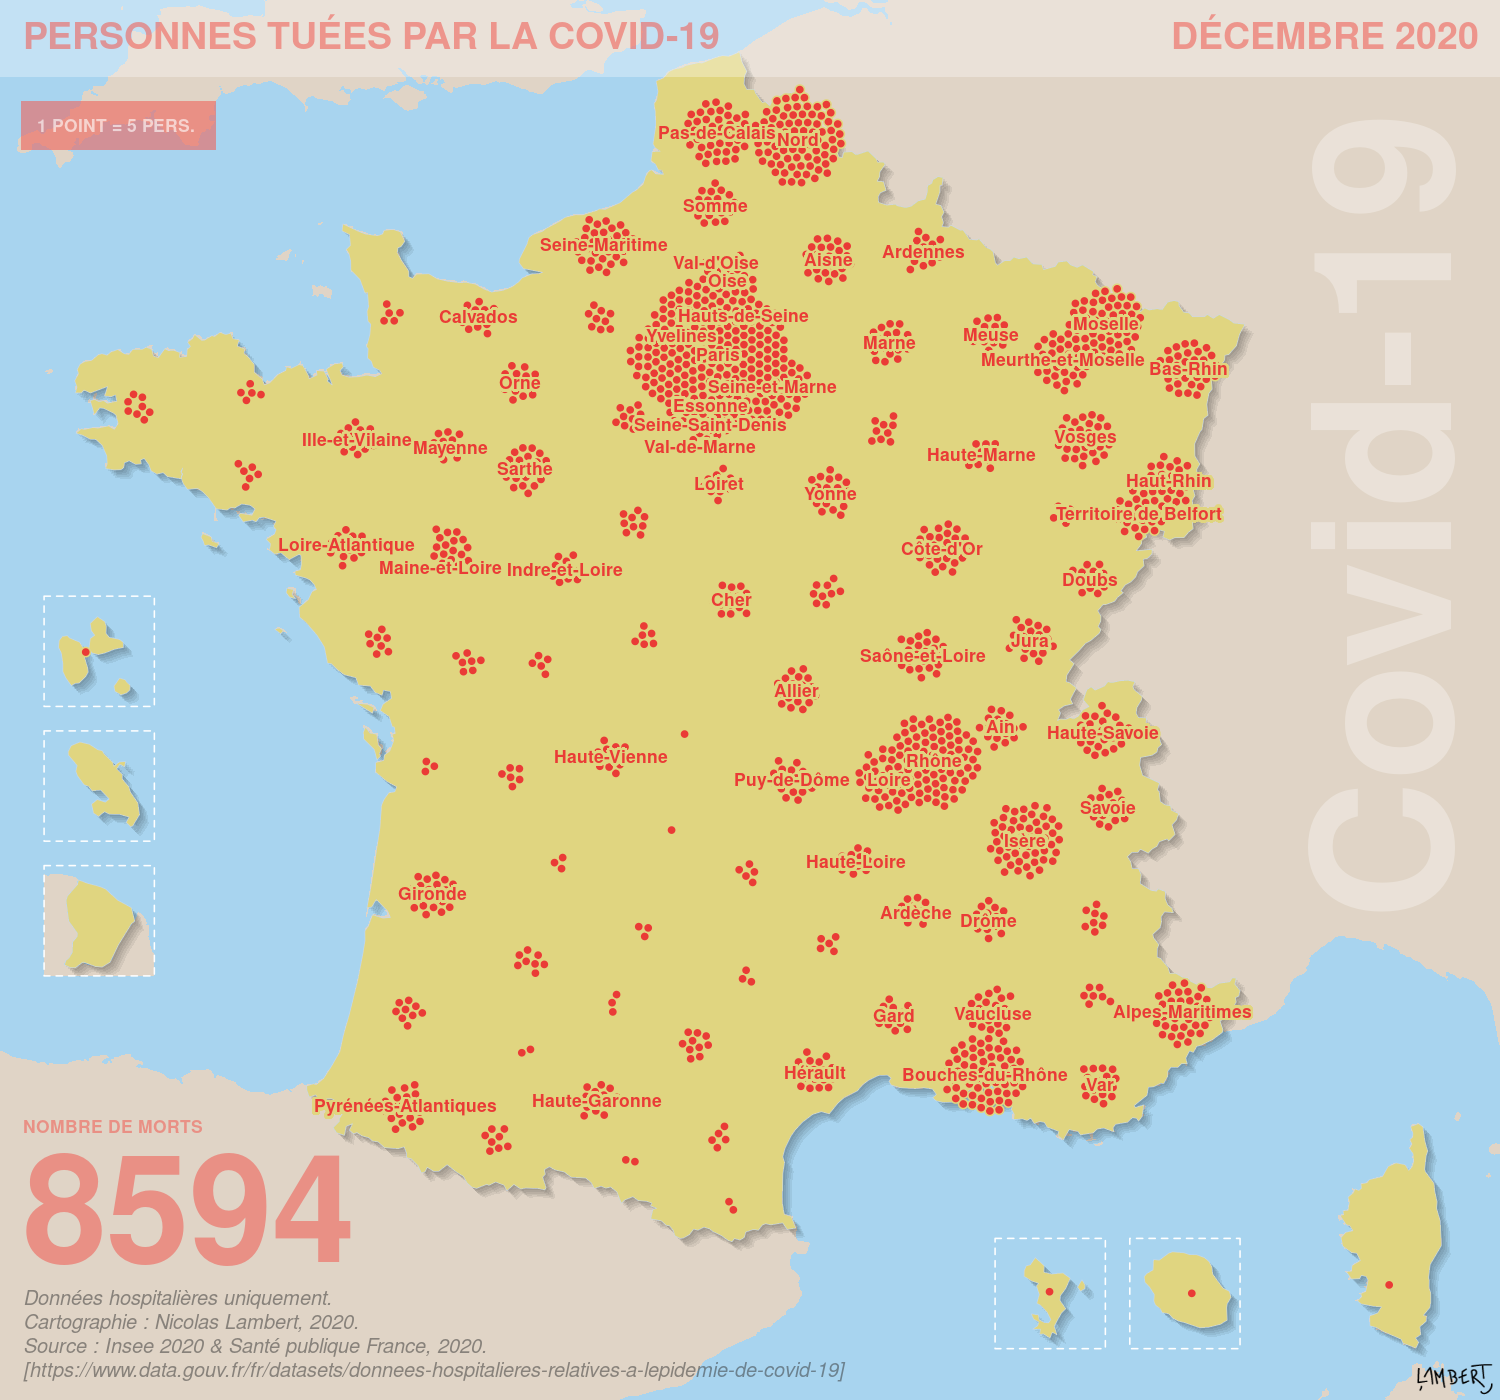 PERSONNES TUÉES PAR LA COVID-19
DÉCEMBRE 2020
1 POINT = 5 PERS.
Covid-19
Pas-de-Calais
Nord
Somme
Seine-Maritime
Val-d'Oise
Oise
Aisne
Ardennes
Calvados
Hauts-de-Seine
Moselle
Yvelines
Marne
Meuse
Paris
Meurthe-et-Moselle
Bas-Rhin
Orne
Seine-et-Marne
Essonne
Seine-Saint-Denis
Val-de-Marne
Ille-et-Vilaine
Mayenne
Vosges
Haute-Marne
Sarthe
Loiret
Haut-Rhin
Yonne
Territoire de Belfort
Loire-Atlantique
Côte-d'Or
Maine-et-Loire
Indre-et-Loire
Doubs
Cher
Jura
Saône-et-Loire
Allier
Ain
Haute-Savoie
Haute-Vienne
Rhône
Puy-de-Dôme
Loire
Savoie
Isère
Haute-Loire
Gironde
Ardèche
Drôme
Gard
Vaucluse
Alpes-Maritimes
Hérault
Bouches-du-Rhône
Var
Haute-Garonne
Pyrénées-Atlantiques
NOMBRE DE MORTS
8594
Données hospitalières uniquement.
Cartographie : Nicolas Lambert, 2020.
Source : Insee 2020 & Santé publique France, 2020.
[https://www.data.gouv.fr/fr/datasets/donnees-hospitalieres-relatives-a-lepidemie-de-covid-19]
LAMBERT